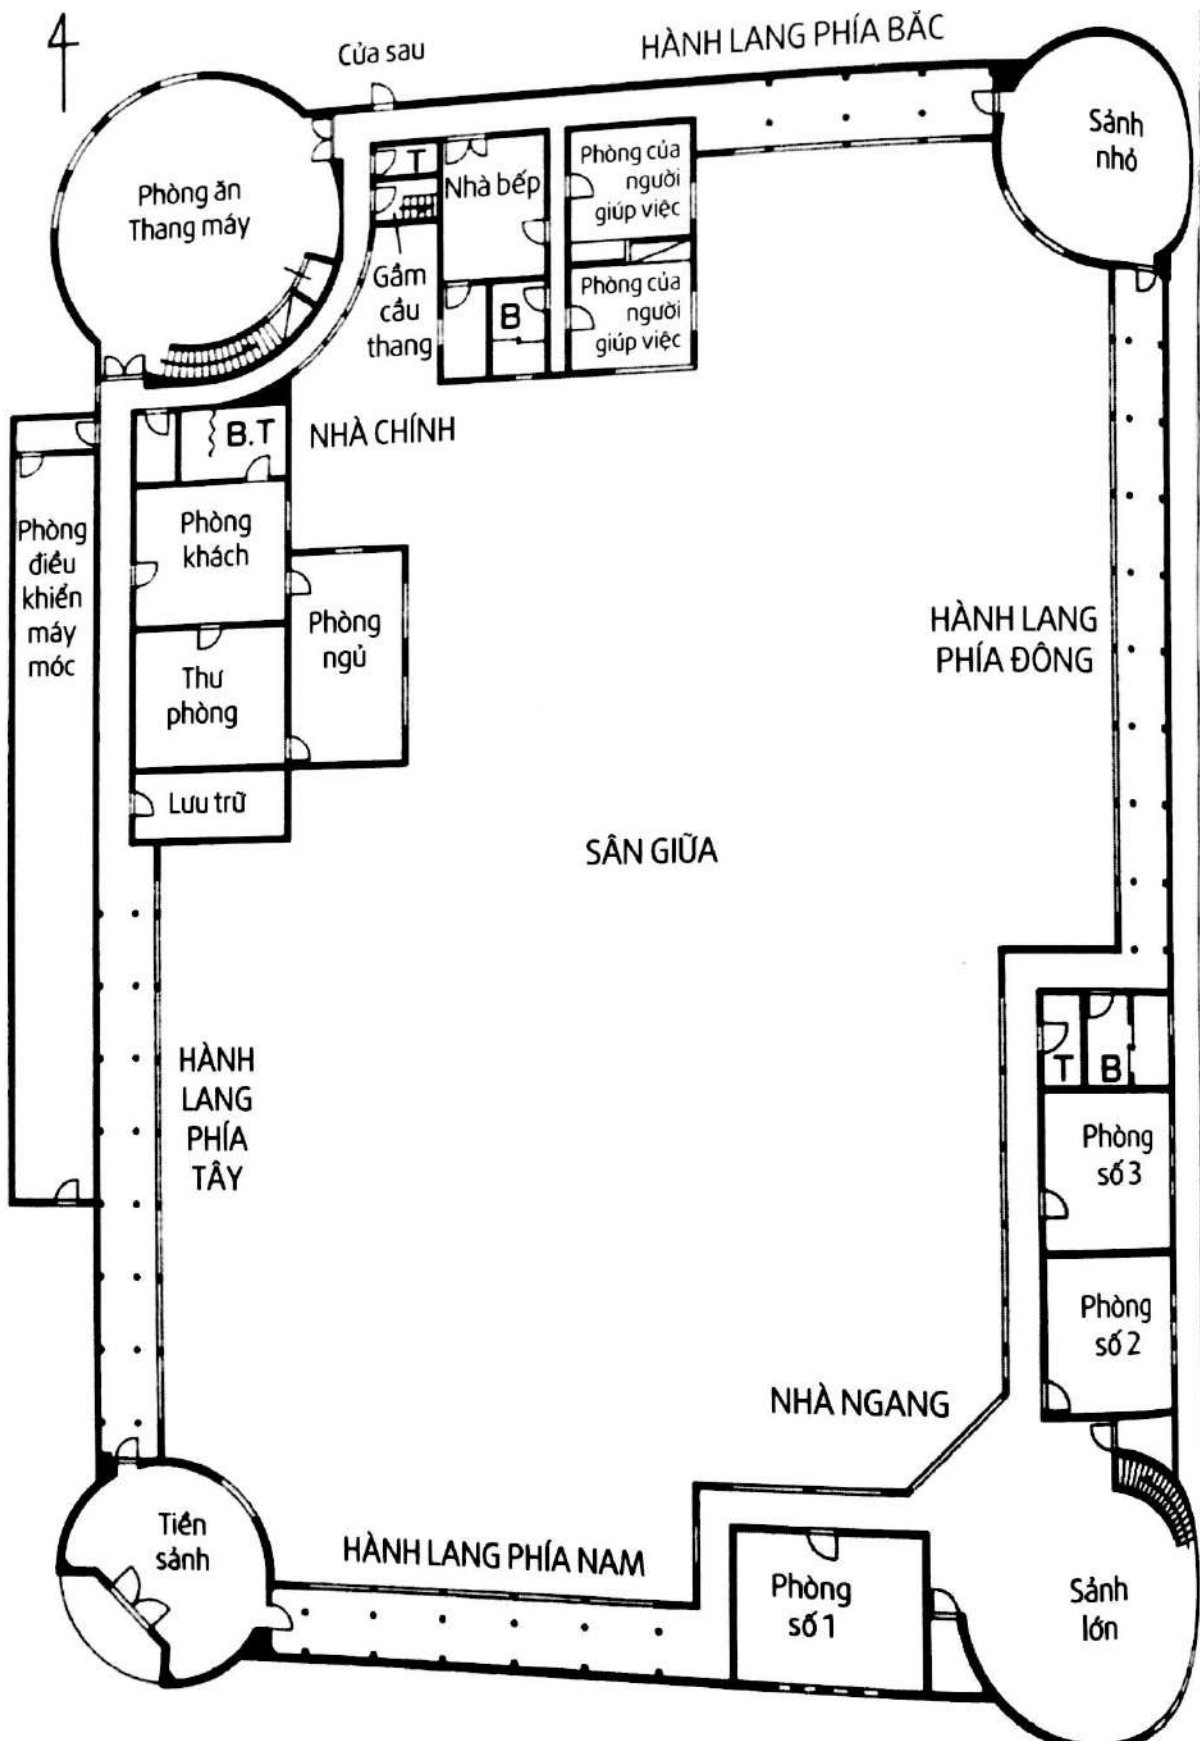 4
Cửa sau
HÀNH LANG PHÍA BẮC
Sảnh
nhỏ
Phòng ăn
Thang máy
T
Nhà bếp
Phòng của
người
giúp việc
Gầm
cầu
thang
B
Phòng của
người
giúp việc
B.T
NHÀ CHÍNH
Phòng
khách
Phòng
điều
khiển
máy
móc
Phòng
ngủ
Thư
phòng
Lưu trữ
HÀNH LANG
PHÍA ĐÔNG
SÂN GIỮA
HÀNH
LANG
PHÍA
TÂY
T
B
Phòng
số 3
Phòng
số 2
NHÀ NGANG
Tiền
sảnh
HÀNH LANG PHÍA NAM
Phòng
số 1
Sảnh
lớn